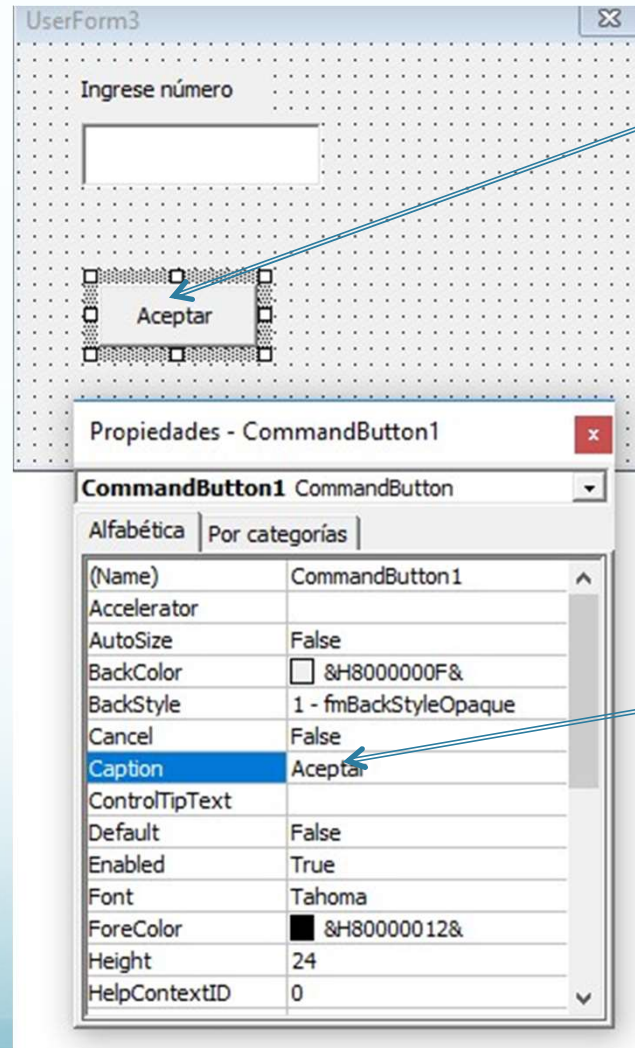 UserForm3
Ingrese número
Aceptar
Propiedades - CommandButton1
x
CommandButton1 CommandButton
Alfabética Por categorías
(Name) CommandButton1
Accelerator
AutoSize False
BackColor &H8000000F&
BackStyle 1 - fmBackStyleOpaque
Cancel False
Caption Aceptar
ControlTipText
Default False
Enabled True
Font Tahoma
ForeColor &H80000012&
Height 24
HelpContextID 0